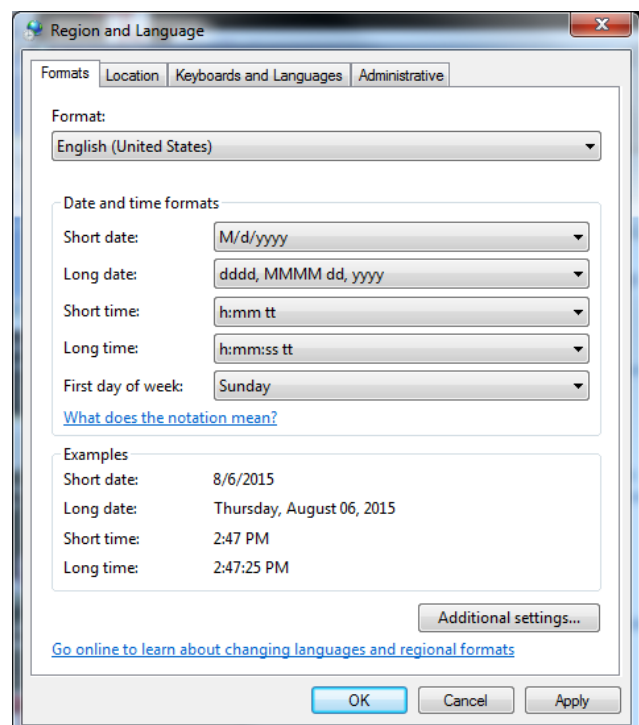 Region and Language
Formats Location Keyboards and Languages Administrative
Format:
English (United States)
Date and time formats
Short date: M/d/yyyy
Long date: dddd, MMMM dd, yyyy
Short time: h:mm tt
Long time: h:mm:ss tt
First day of week: Sunday
What does the notation mean?
Examples
Short date: 8/6/2015
Long date: Thursday, August 06, 2015
Short time: 2:47 PM
Long time: 2:47:25 PM
Additional settings...
Go online to learn about changing languages and regional formats
OK Cancel Apply